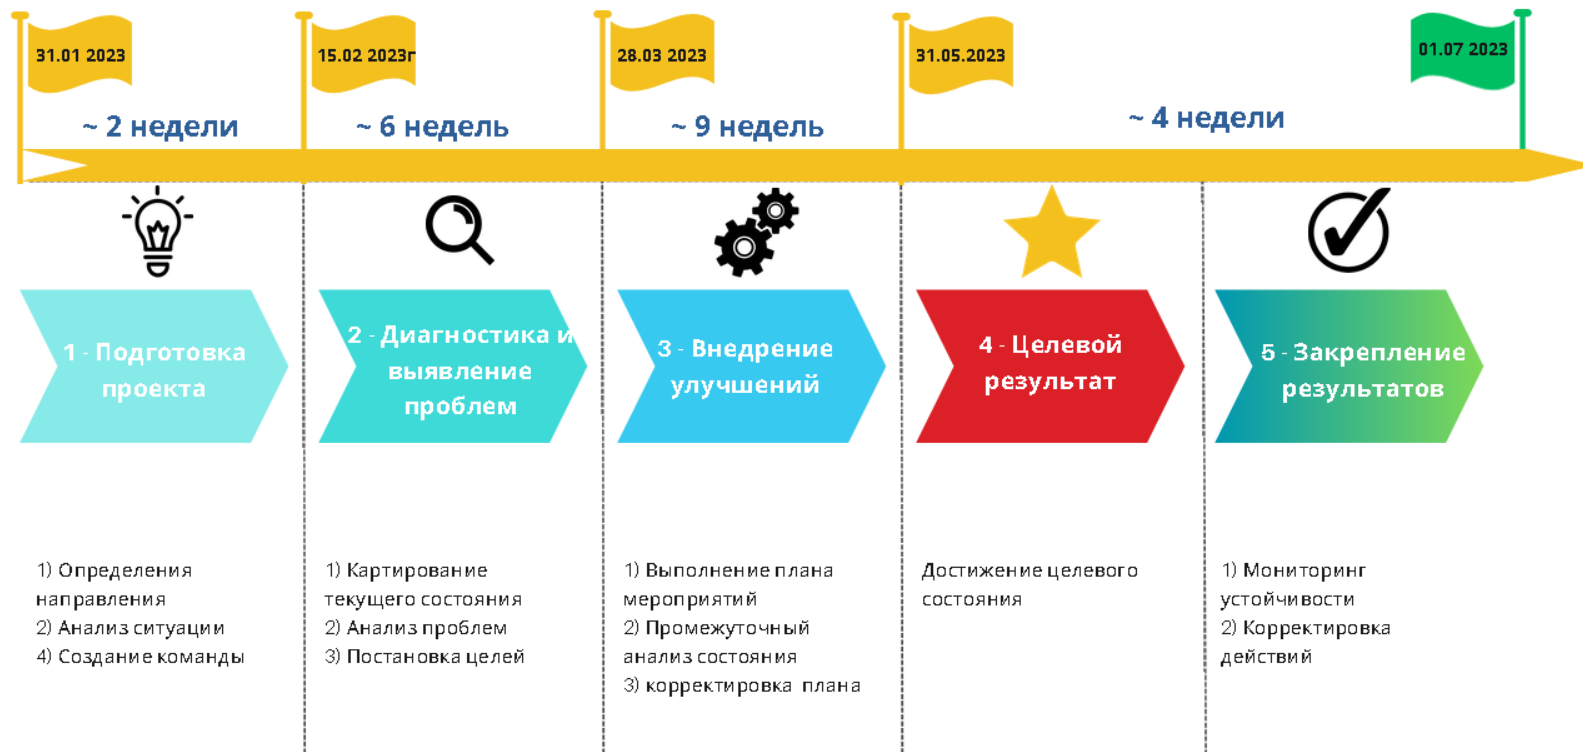 31.01 2023
15.02 2023г
28.03 2023
31.05.2023
01.07 2023
~ 2 недели
~ 6 недель
~ 9 недель
~ 4 недели
1 - Подготовка
проекта
2 - Диагностика и
выявление
проблем
3 - Внедрение
улучшений
4 - Целевой
результат
5 - Закрепление
результатов
1) Определения
направления
2) Анализ ситуации
4) Создание команды
1) Картирование
текущего состояния
2) Анализ проблем
3) Постановка целей
1) Выполнение плана
мероприятий
2) Промежуточный
анализ состояния
3) корректировка плана
Достижение целевого
состояния
1) Мониторинг
устойчивости
2) Корректировка
действий